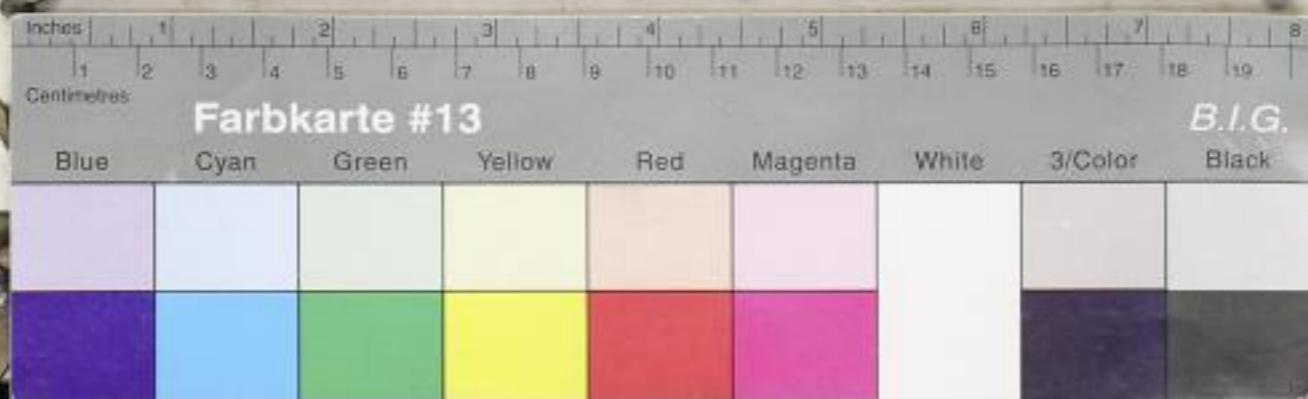 Inches 1 2 3 4 5 6 7 8
1 2 3 4 5 6 7 8 9 10 11 12 13 14 15 16 17 18 19
Centimetres
Farbkarte #13 B.I.G.
Blue Cyan Green Yellow Red Magenta White 3/Color Black